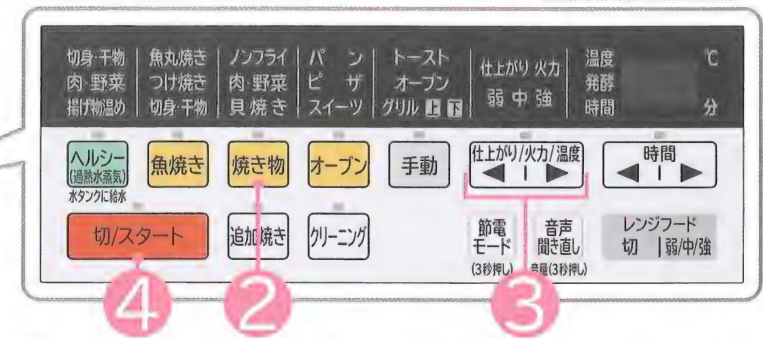 切身・干物 魚丸焼き ノンフライ パン トースト 仕上がり 火力 温度 ℃
肉・野菜 つけ焼き 肉・野菜 ピザ オーブン 弱 中 強 発酵
揚げ物温め 切身・干物 貝焼き スイーツ グリル 上 下 時間 分
ヘルシー (過熱水蒸気) 魚焼き 焼き物 オーブン 手動 仕上がり/火力/温度 ◀ I ▶ 時間 ◀ I ▶
水タンクに給水
切/スタート 追加焼き クリーニング 節電モード 音声聞き直し レンジフード
切 | 弱/中/強
(3秒押し) 音量(3秒押し)
4 2 3